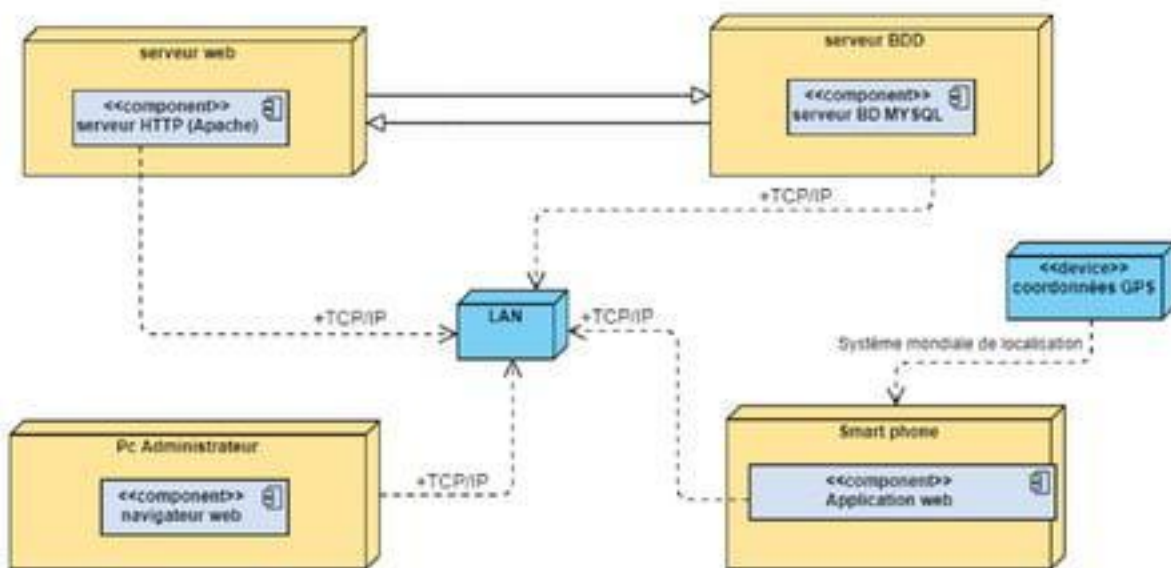 serveur web
<<component>>
serveur HTTP (Apache)
serveur BDD
<<component>>
serveur BD MYSQL
+TCP/IP
<<device>>
coordonnées GPS
+TCP/IP
LAN
+TCP/IP
Système mondiale de localisation
Pc Administrateur
<<component>>
navigateur web
+TCP/IP
Smart phone
<<component>>
Application web